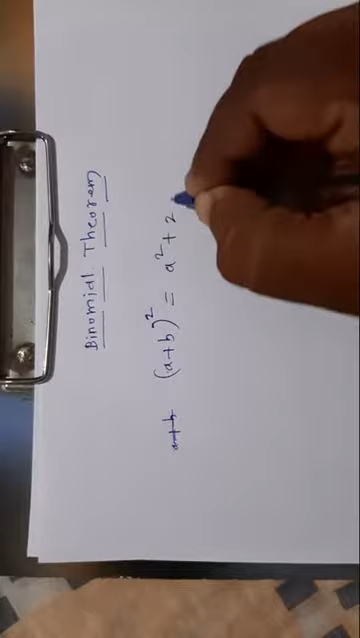 Binomial Theorem
a+b (a+b)² = a² + 2